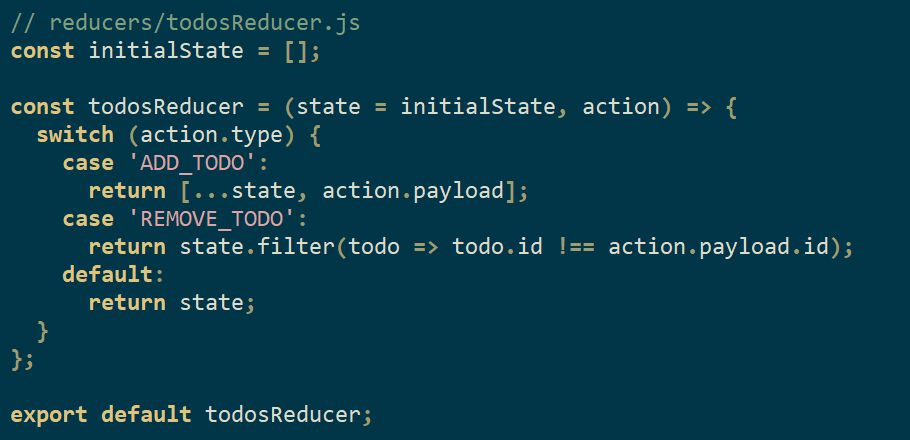 // reducers/todosReducer.js
const initialState = [];

const todosReducer = (state = initialState, action) => {
  switch (action.type) {
    case 'ADD_TODO':
      return [...state, action.payload];
    case 'REMOVE_TODO':
      return state.filter(todo => todo.id !== action.payload.id);
    default:
      return state;
  }
};

export default todosReducer;